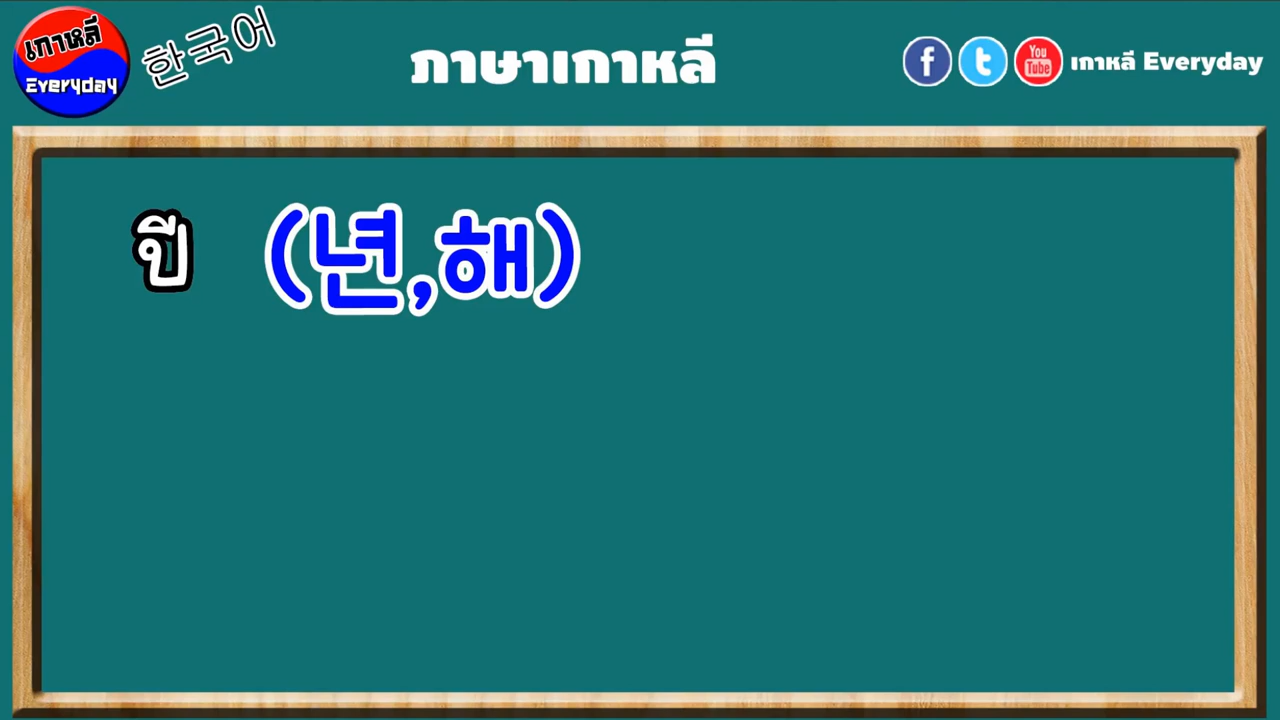 เกาหลี
Everyday
한국어
ภาษาเกาหลี
f
t
You
Tube
เกาหลี Everyday
ปี (년,해)